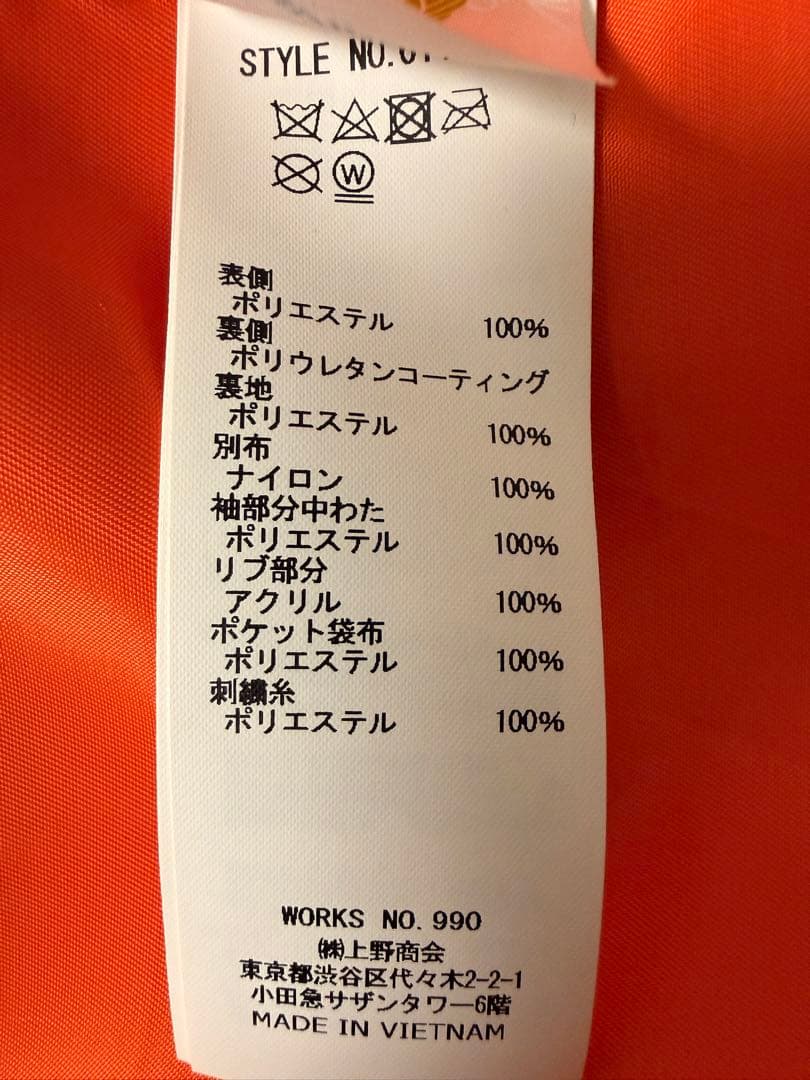 STYLE NO.
W
表側
ポリエステル 100%
裏側
ポリウレタンコーティング
裏地
ポリエステル 100%
別布
ナイロン 100%
袖部分中わた
ポリエステル 100%
リブ部分
アクリル 100%
ポケット袋布
ポリエステル 100%
刺繍糸
ポリエステル 100%
WORKS NO. 990
㈱上野商会
東京都渋谷区代々木2-2-1
小田急サザンタワー6階
MADE IN VIETNAM